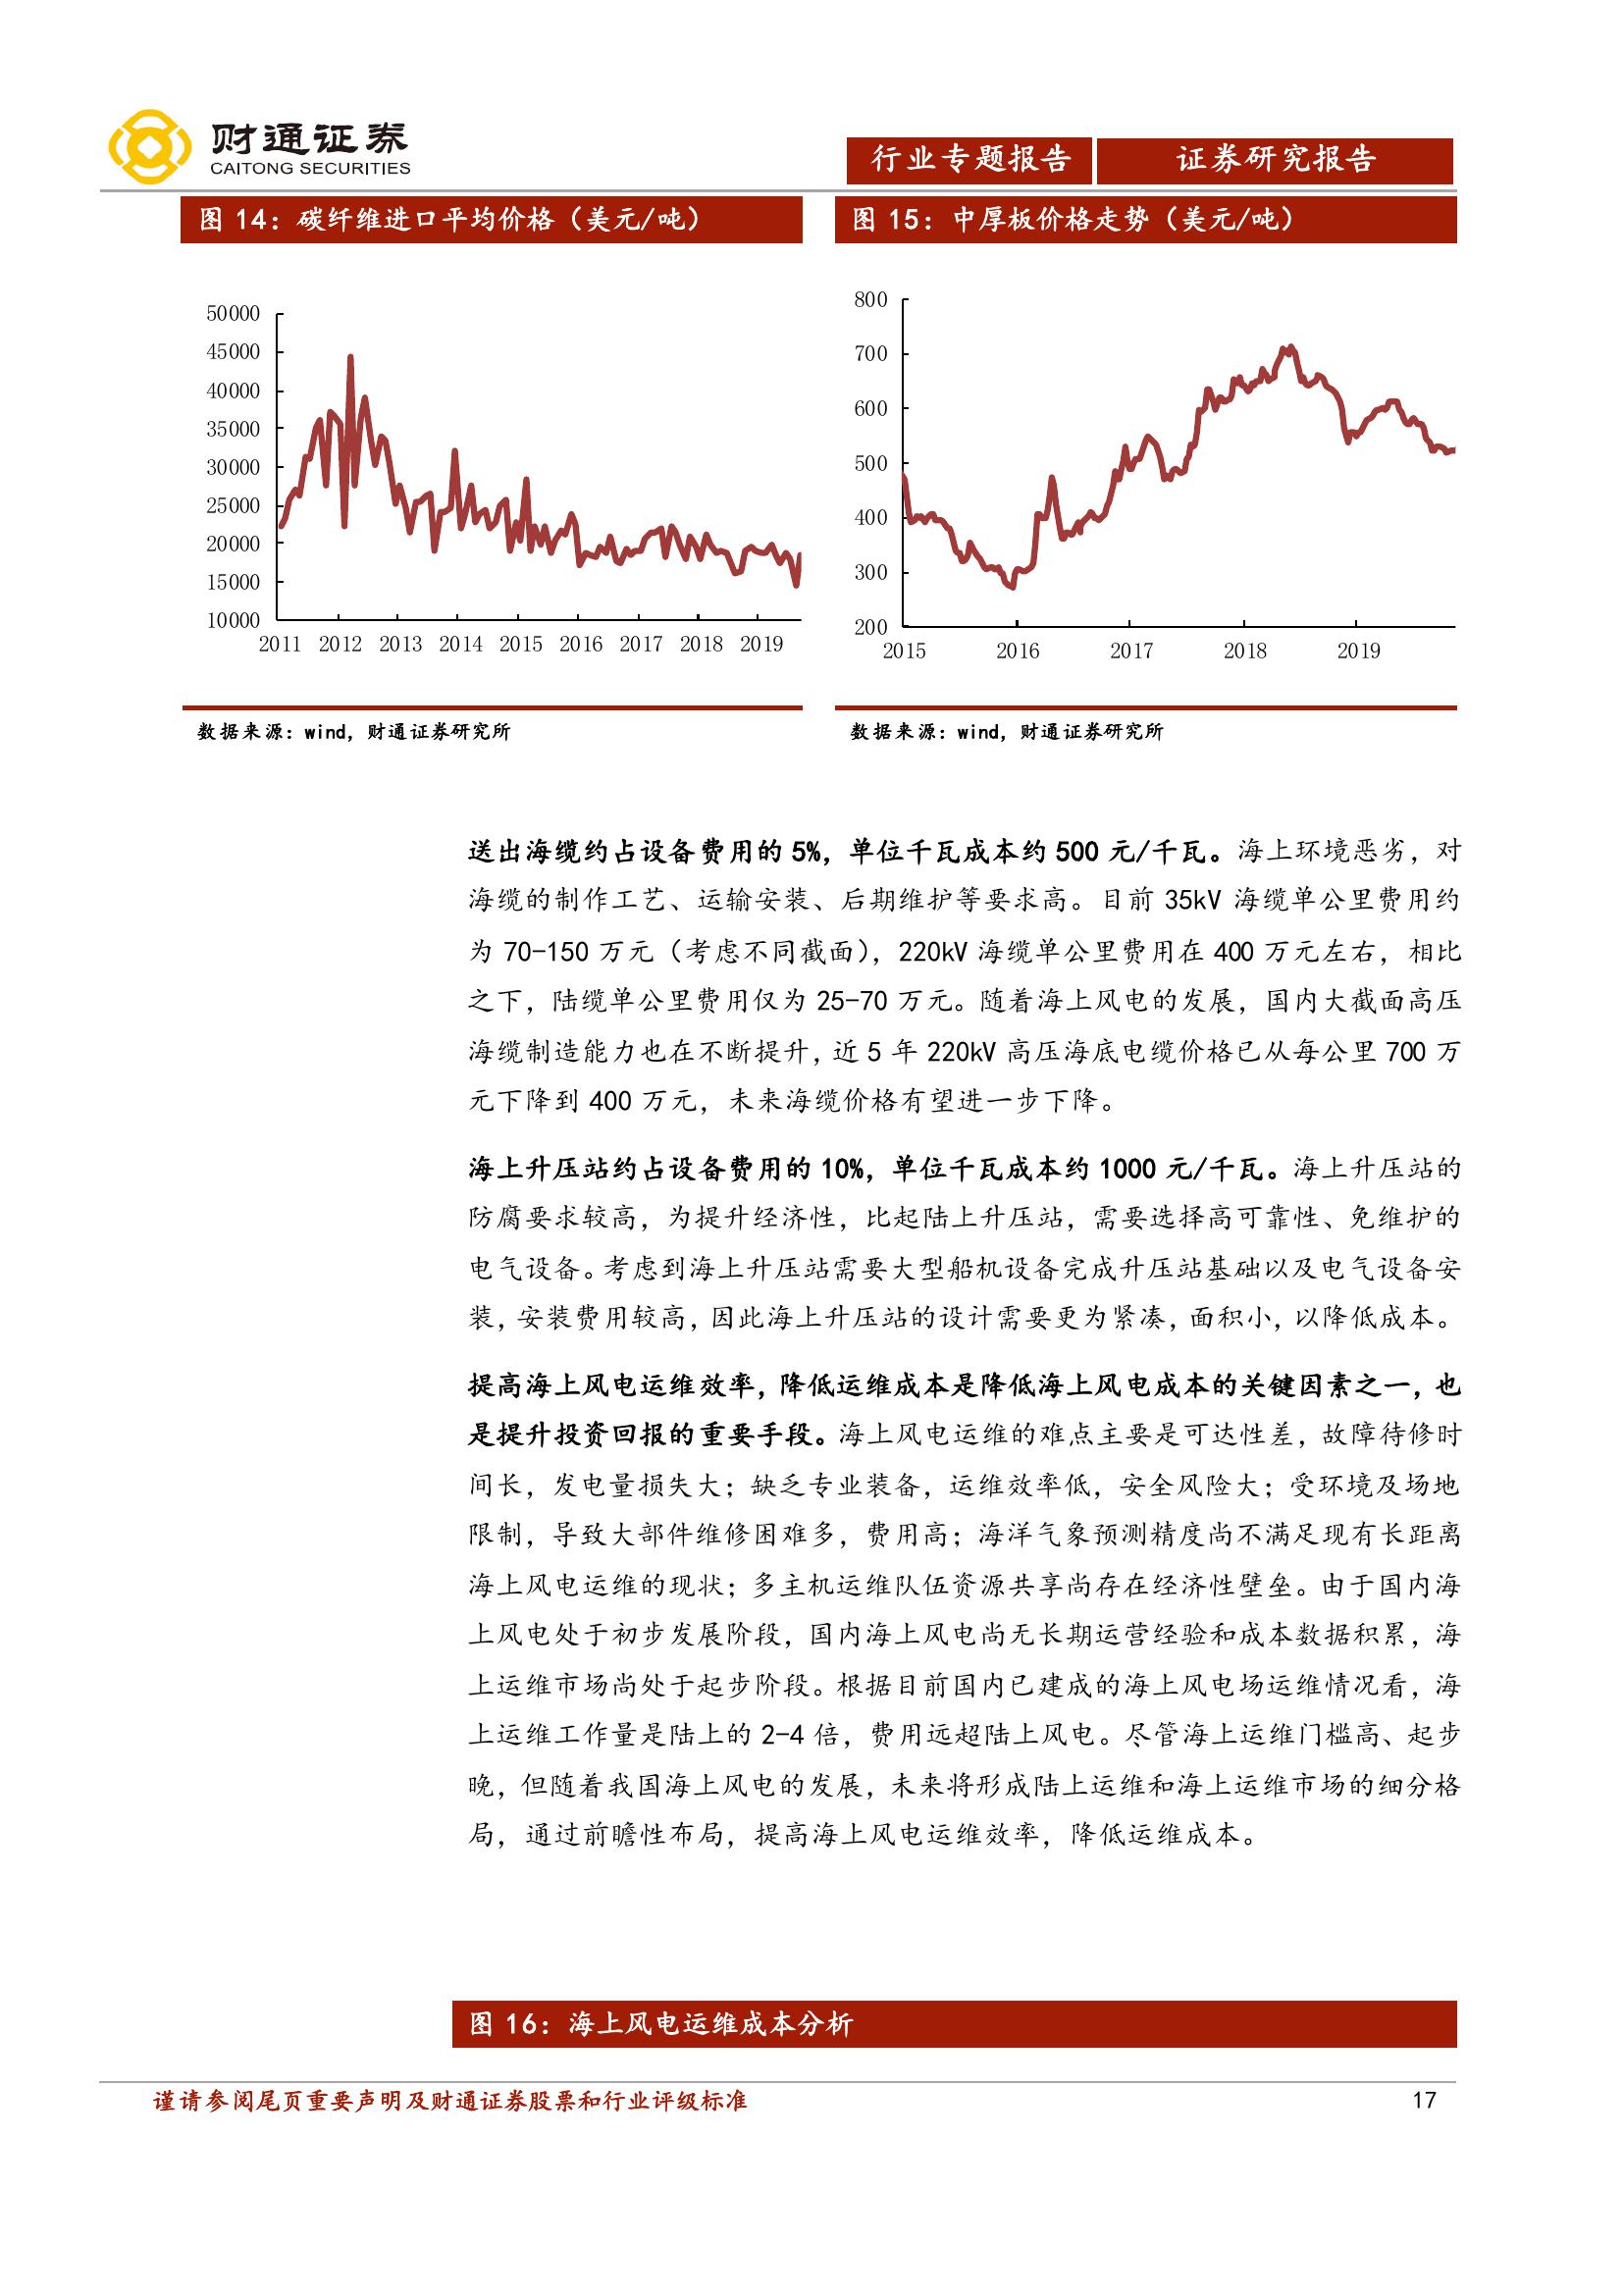 财通证券
CAITONG SECURITIES
行业专题报告
证券研究报告
图 14：碳纤维进口平均价格（美元/吨）
50000
45000
40000
35000
30000
25000
20000
15000
10000
2011 2012 2013 2014 2015 2016 2017 2018 2019
数据来源：wind，财通证券研究所
图 15：中厚板价格走势（美元/吨）
800
700
600
500
400
300
200
2015 2016 2017 2018 2019
数据来源：wind，财通证券研究所
送出海缆约占设备费用的 5%，单位千瓦成本约 500 元/千瓦。海上环境恶劣，对
海缆的制作工艺、运输安装、后期维护等要求高。目前 35kV 海缆单公里费用约
为 70-150 万元（考虑不同截面），220kV 海缆单公里费用在 400 万元左右，相比
之下，陆缆单公里费用仅为 25-70 万元。随着海上风电的发展，国内大截面高压
海缆制造能力也在不断提升，近 5 年 220kV 高压海底电缆价格已从每公里 700 万
元下降到 400 万元，未来海缆价格有望进一步下降。
海上升压站约占设备费用的 10%，单位千瓦成本约 1000 元/千瓦。海上升压站的
防腐要求较高，为提升经济性，比起陆上升压站，需要选择高可靠性、免维护的
电气设备。考虑到海上升压站需要大型船机设备完成升压站基础以及电气设备安
装，安装费用较高，因此海上升压站的设计需要更为紧凑，面积小，以降低成本。
提高海上风电运维效率，降低运维成本是降低海上风电成本的关键因素之一，也
是提升投资回报的重要手段。海上风电运维的难点主要是可达性差，故障待修时
间长，发电量损失大；缺乏专业装备，运维效率低，安全风险大；受环境及场地
限制，导致大部件维修困难多，费用高；海洋气象预测精度尚不满足现有长距离
海上风电运维的现状；多主机运维队伍资源共享尚存在经济性壁垒。由于国内海
上风电处于初步发展阶段，国内海上风电尚无长期运营经验和成本数据积累，海
上运维市场尚处于起步阶段。根据目前国内已建成的海上风电场运维情况看，海
上运维工作量是陆上的 2-4 倍，费用远超陆上风电。尽管海上运维门槛高、起步
晚，但随着我国海上风电的发展，未来将形成陆上运维和海上运维市场的细分格
局，通过前瞻性布局，提高海上风电运维效率，降低运维成本。
图 16：海上风电运维成本分析
谨请参阅尾页重要声明及财通证券股票和行业评级标准
17